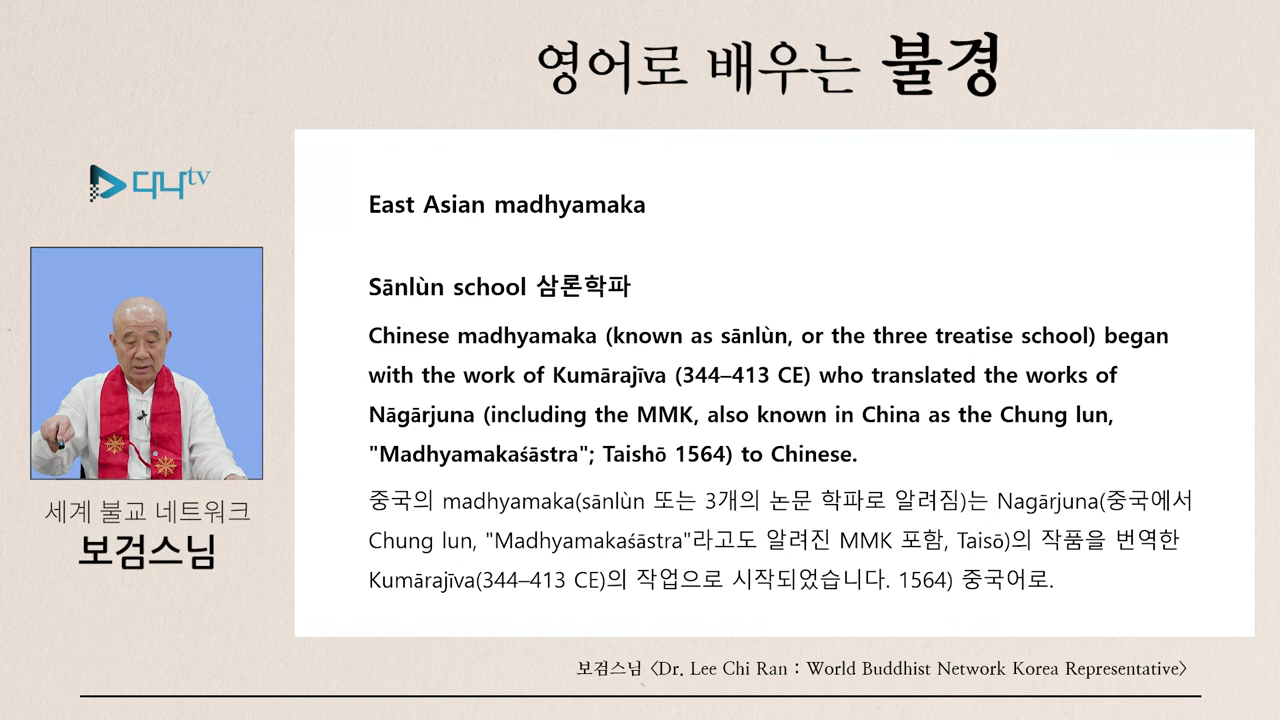 영어로 배우는 불경
디나tv
East Asian madhyamaka
Sānlùn school 삼론학파
Chinese madhyamaka (known as sānlùn, or the three treatise school) began
with the work of Kumārajīva (344–413 CE) who translated the works of
Nāgārjuna (including the MMK, also known in China as the Chung lun,
"Madhyamakaśāstra"; Taishō 1564) to Chinese.
중국의 madhyamaka(sānlùn 또는 3개의 논문 학파로 알려짐)는 Nagārjuna(중국에서
Chung lun, "Madhyamakaśāstra"라고도 알려진 MMK 포함, Taisō)의 작품을 번역한
Kumārajīva(344–413 CE)의 작업으로 시작되었습니다. 1564) 중국어로.
세계 불교 네트워크
보검스님
보검스님 <Dr. Lee Chi Ran : World Buddhist Network Korea Representative>